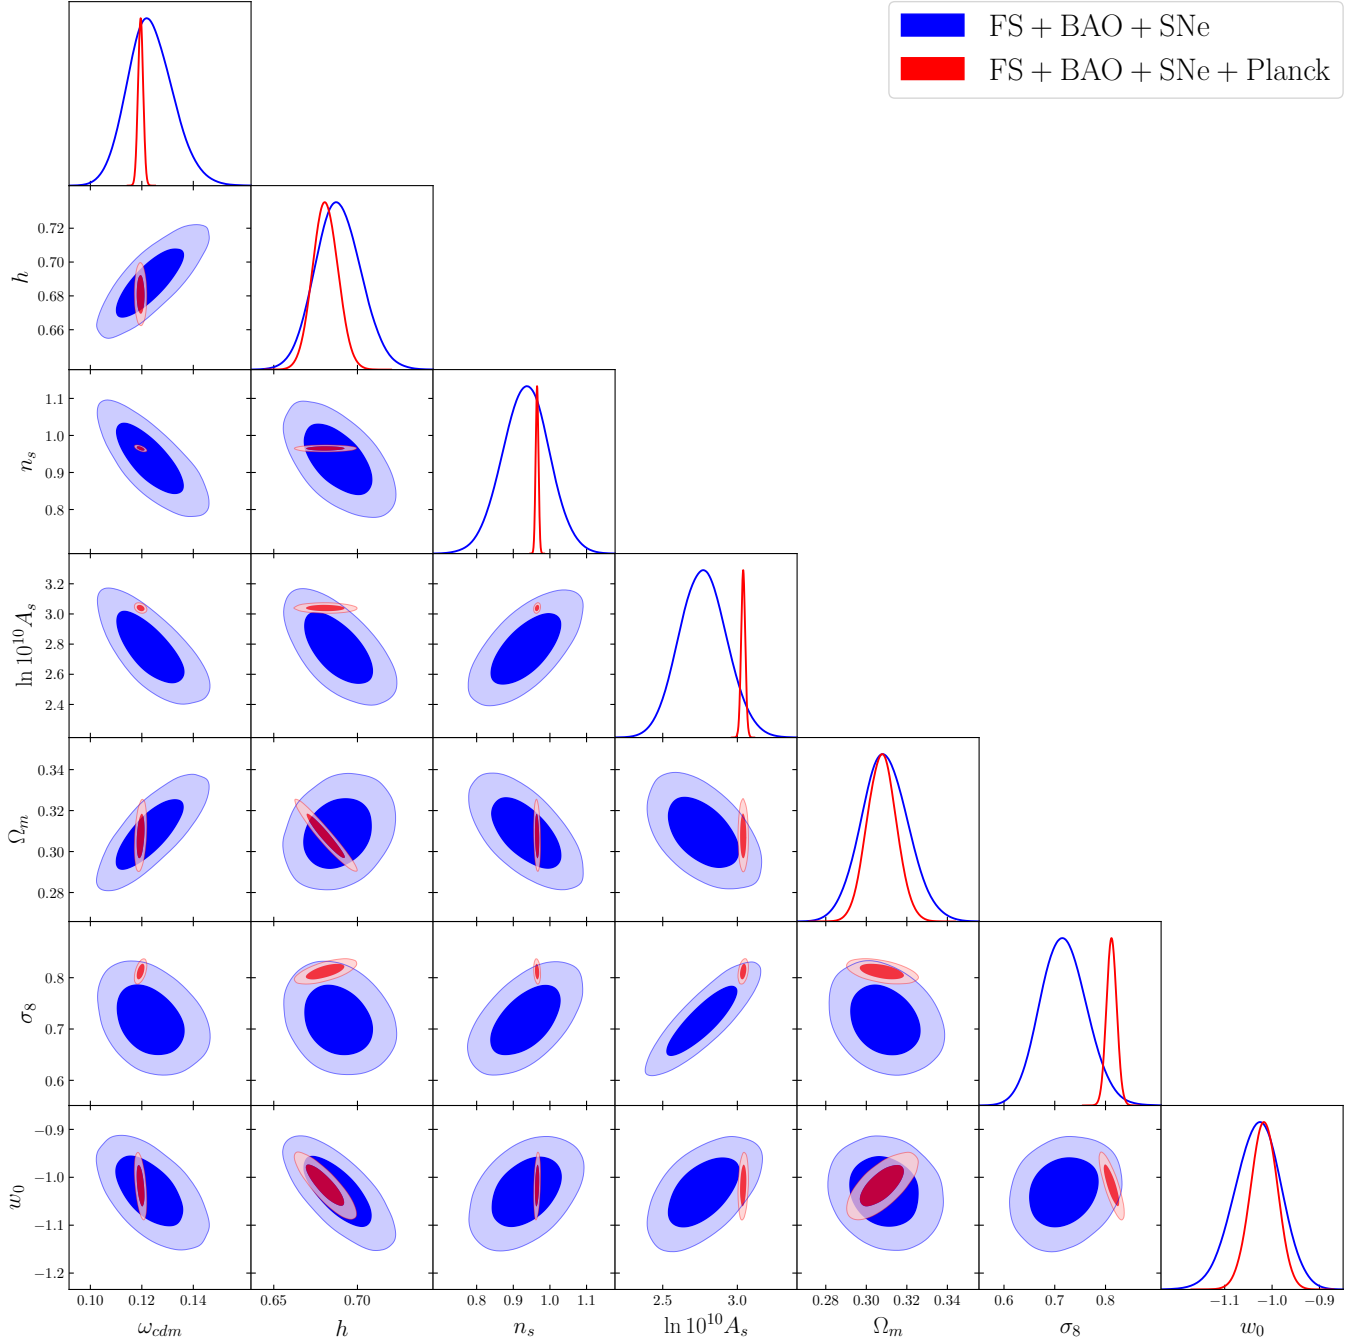 FS + BAO + SNe
FS + BAO + SNe + Planck
0.72
0.70
0.68
0.66
h
1.1
1.0
0.9
0.8
n_s
3.2
3.0
2.8
2.6
2.4
ln 10^{10} A_s
0.34
0.32
0.30
0.28
Ω_m
0.8
0.7
0.6
σ_8
−0.9
−1.0
−1.1
−1.2
w_0
0.10 0.12 0.14 0.65 0.70 0.8 0.9 1.0 1.1 2.5 3.0 0.28 0.30 0.32 0.34 0.6 0.7 0.8 −1.1 −1.0 −0.9
ω_{cdm} h n_s ln 10^{10} A_s Ω_m σ_8 w_0